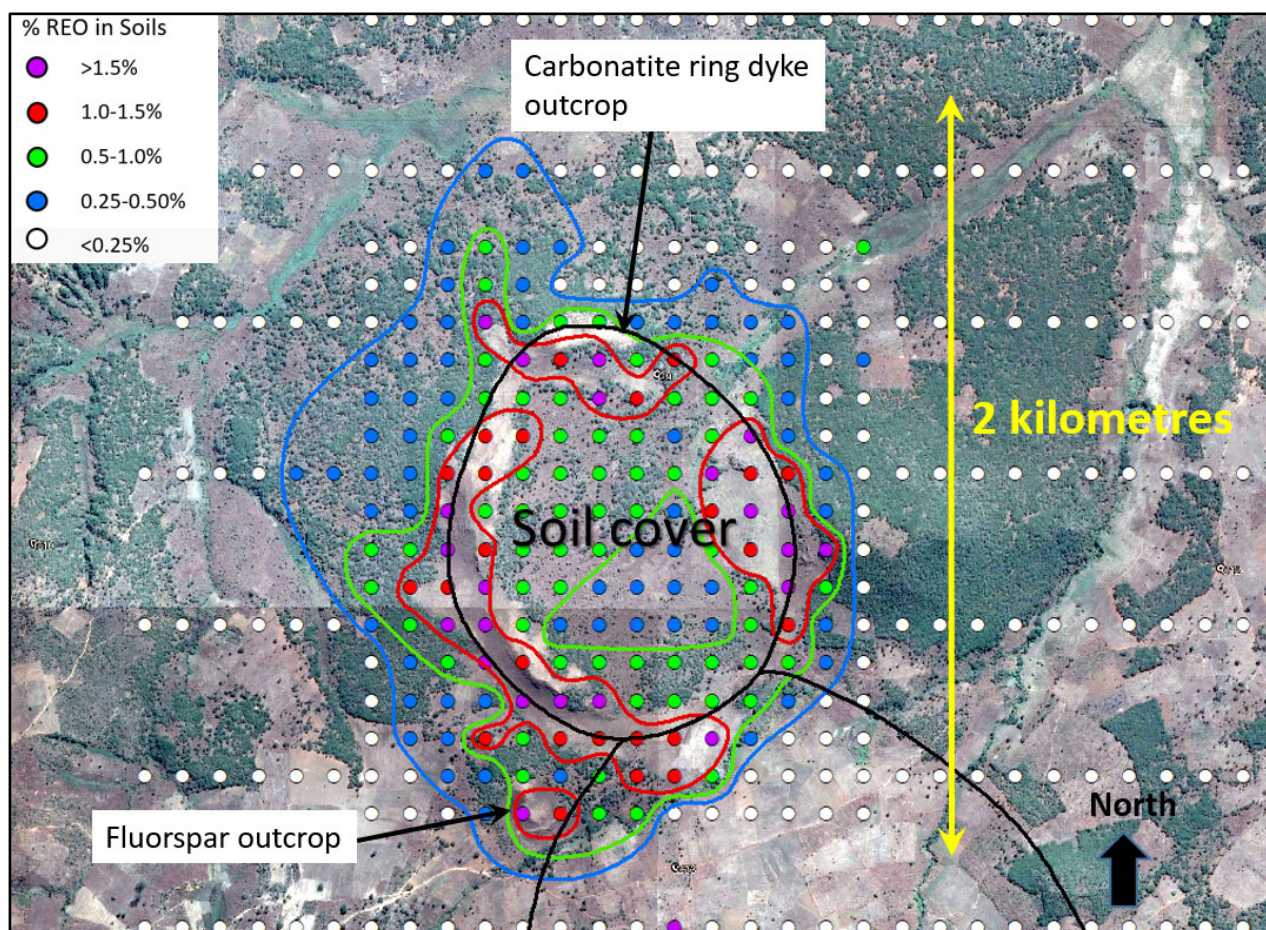 % REO in Soils
>1.5%
1.0-1.5%
0.5-1.0%
0.25-0.50%
<0.25%
Carbonatite ring dyke
outcrop
2 kilometres
Soil cover
Fluorspar outcrop
North